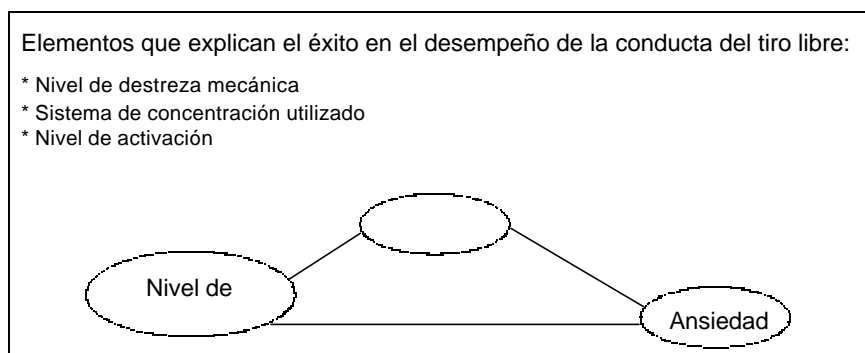 Elementos que explican el éxito en el desempeño de la conducta del tiro libre:
* Nivel de destreza mecánica
* Sistema de concentración utilizado
* Nivel de activación
Nivel de
Ansiedad